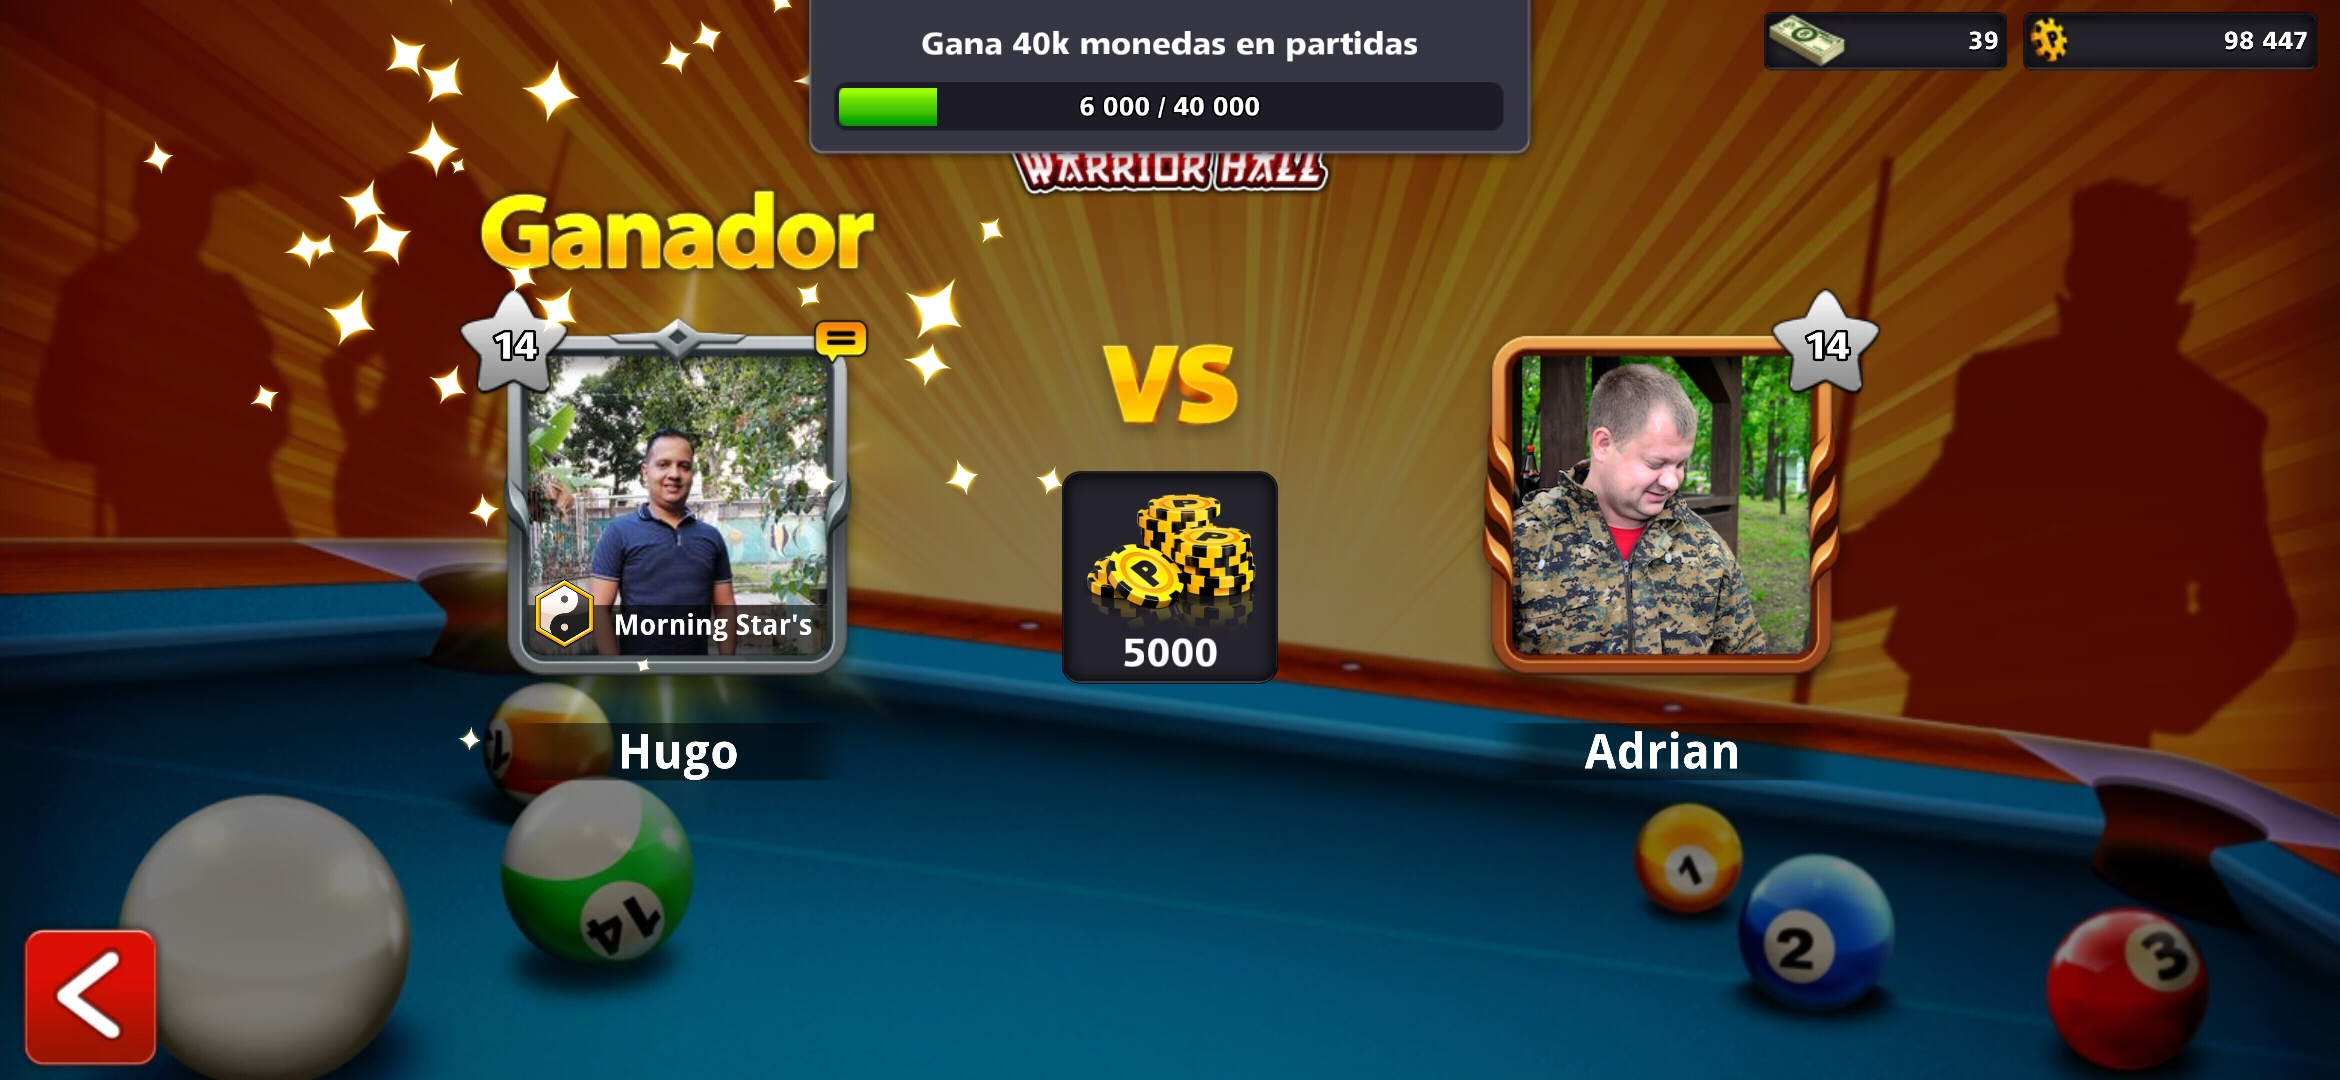 Gana 40k monedas en partidas
39
98 447
6 000 / 40 000
WARRIOR HALL
Ganador
14
14
VS
Morning Star's
5000
Hugo
Adrian
14
1
2
3